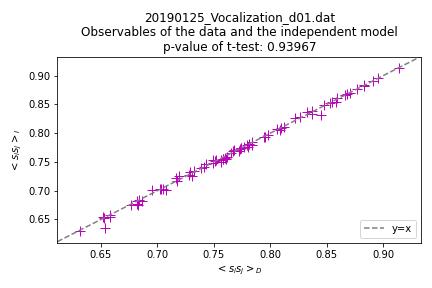 20190125_Vocalization_d01.dat
Observables of the data and the independent model
p-value of t-test: 0.93967
0.90
0.85
0.80
0.75
0.70
0.65
< s_i s_j >_I
y=x
0.65 0.70 0.75 0.80 0.85 0.90
< s_i s_j >_D